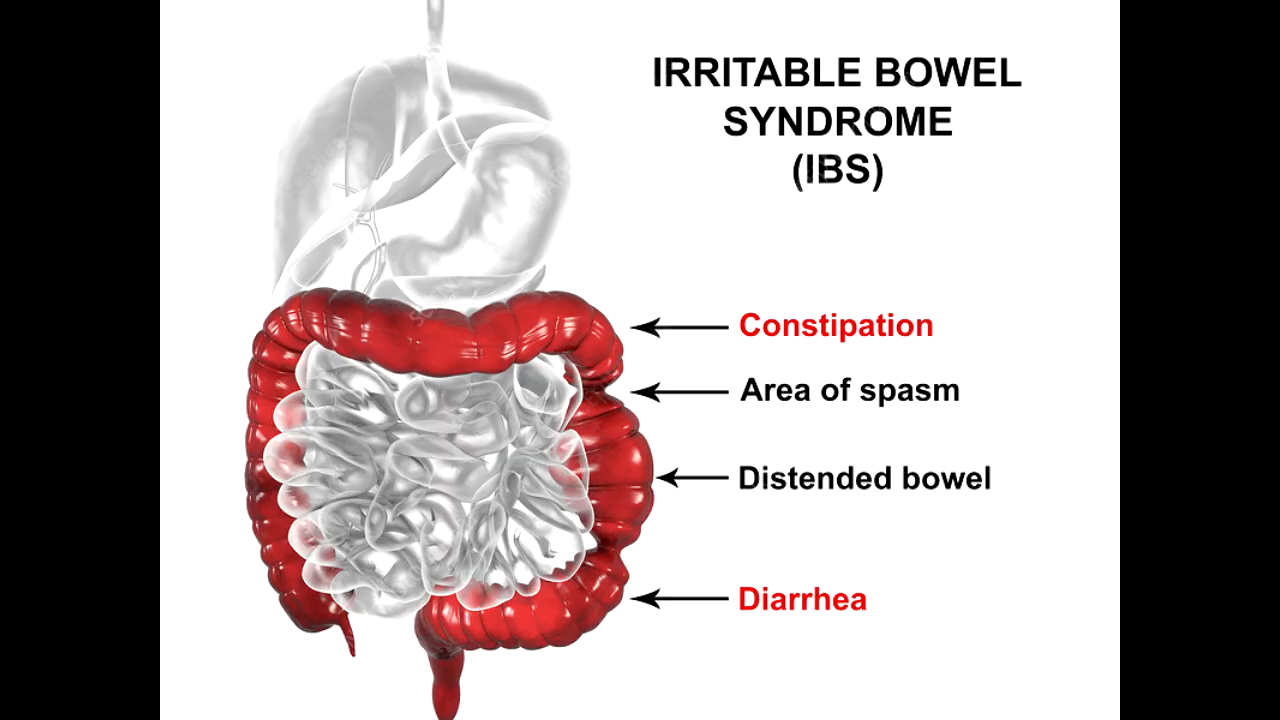 IRRITABLE BOWEL
SYNDROME
(IBS)
Constipation
Area of spasm
Distended bowel
Diarrhea